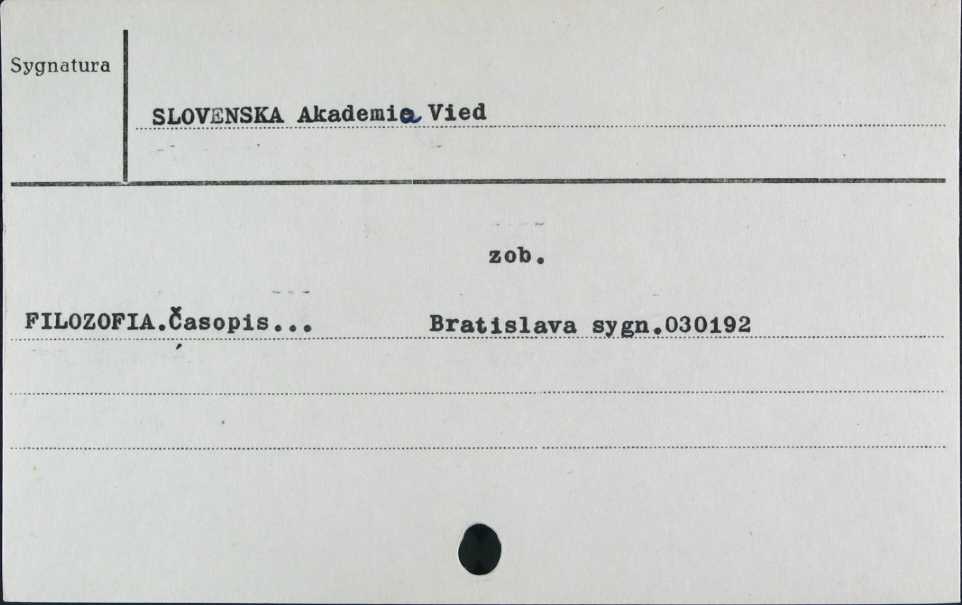 Sygnatura
SLOVENSKA Akademia Vied
zob.
FILOZOFIA.Časopis... Bratislava sygn.030192